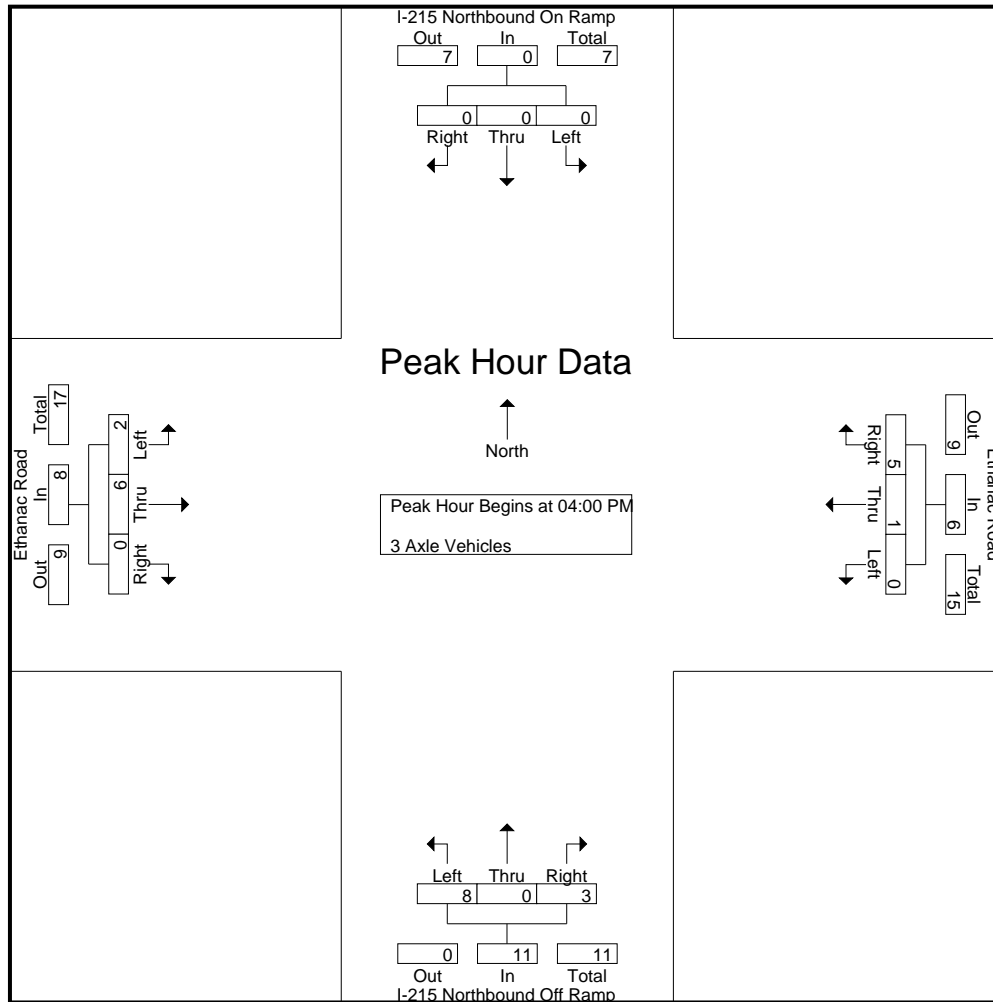 I-215 Northbound On Ramp
Out In Total
7 0 7
0 0 0
Right Thru Left
Peak Hour Data
North
Peak Hour Begins at 04:00 PM
3 Axle Vehicles
Ethanac Road
Out In Total
9 8 17
Left Thru Right
2 6 0
Ethanac Road
Out In Total
9 6 15
Right Thru Left
5 1 0
Left Thru Right
8 0 3
0 11 11
Out In Total
I-215 Northbound Off Ramp